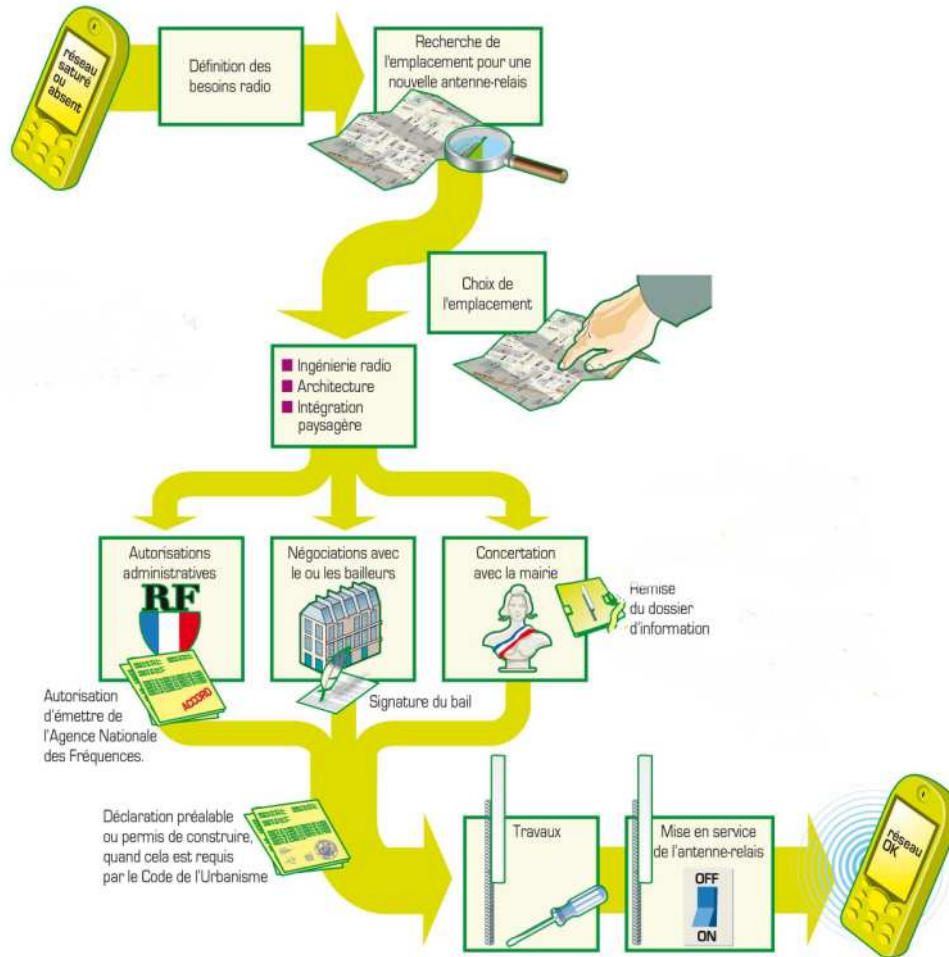 réseau
saturé
ou
absent
Définition des
besoins radio
Recherche de
l'emplacement pour une
nouvelle antenne-relais
Choix de
l'emplacement
Ingénierie radio
Architecture
Intégration
paysagère
Autorisations
administratives
RF
ACCORD
Autorisation
d'émettre de
l'Agence Nationale
des Fréquences.
Négociations avec
le ou les bailleurs
Signature du bail
Concertation
avec la mairie
Remise
du dossier
d'information
Déclaration préalable
ou permis de construire,
quand cela est requis
par le Code de l'Urbanisme
Travaux
Mise en service
de l'antenne-relais
OFF
ON
réseau
OK